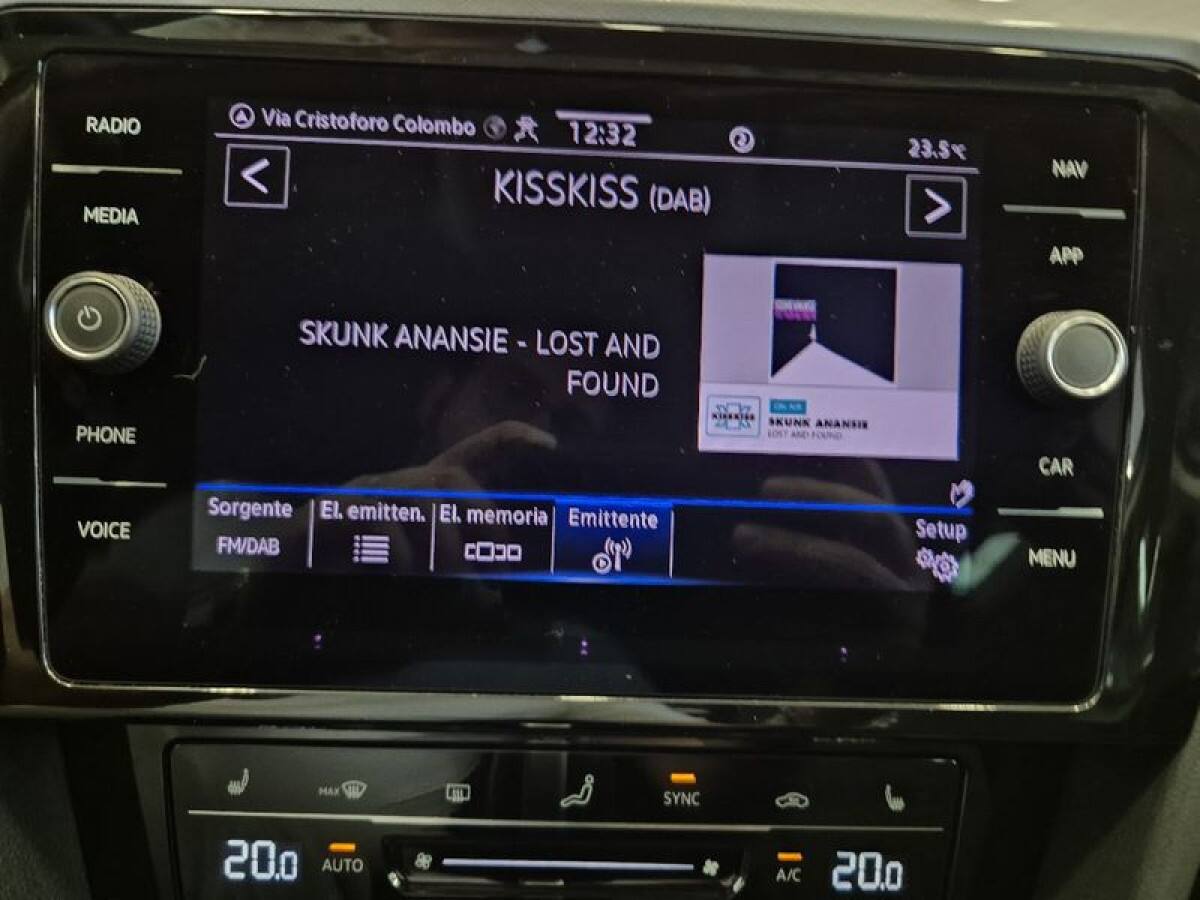 RADIO
MEDIA
PHONE
VOICE
Via Cristoforo Colombo
12:32
23.5°C
KISSKISS (DAB)
SKUNK ANANSIE - LOST AND
FOUND
KISSKISS
ON AIR
SKUNK ANANSIE
LOST AND FOUND
Sorgente
FM/DAB
El. emitten.
El. memoria
Emittente
Setup
NAV
APP
CAR
MENU
MAX
SYNC
20.0
AUTO
A/C
20.0